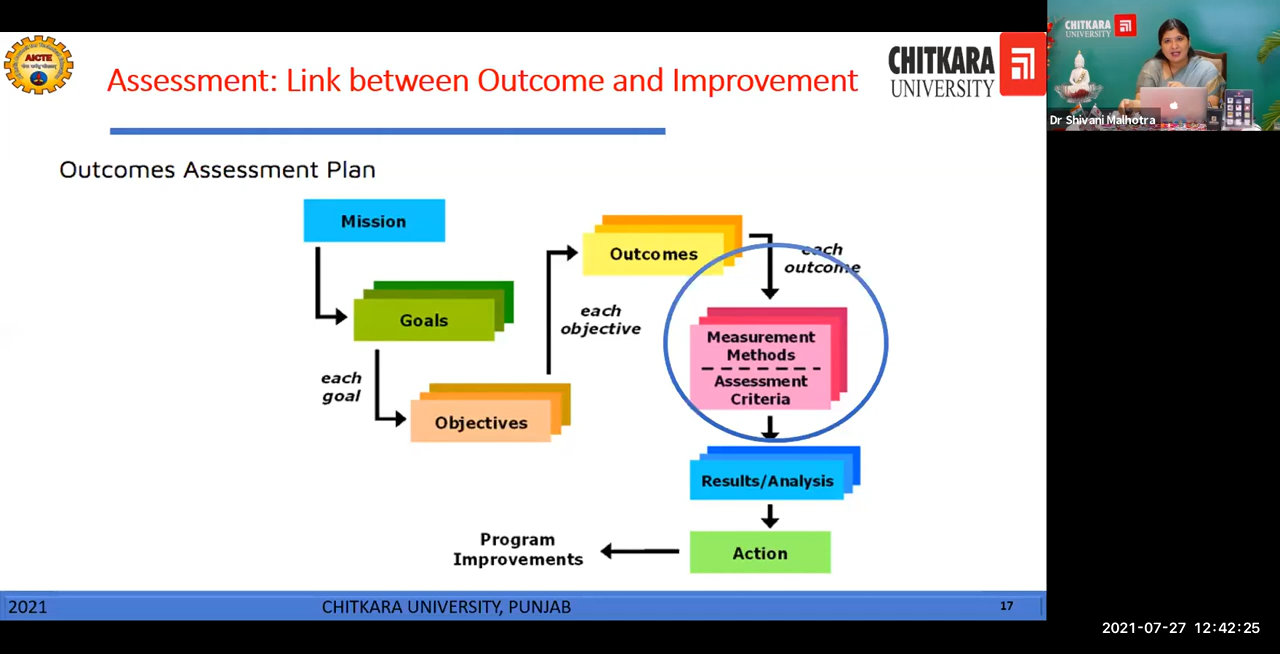 AICTE
Assessment: Link between Outcome and Improvement
CHITKARA
UNIVERSITY
CHITKARA
UNIVERSITY
Dr Shivani Malhotra
Outcomes Assessment Plan
Mission
Goals
each
goal
Objectives
each
objective
Outcomes
each
outcome
Measurement
Methods
Assessment
Criteria
Results/Analysis
Action
Program
Improvements
2021
CHITKARA UNIVERSITY, PUNJAB
17
2021-07-27 12:42:25